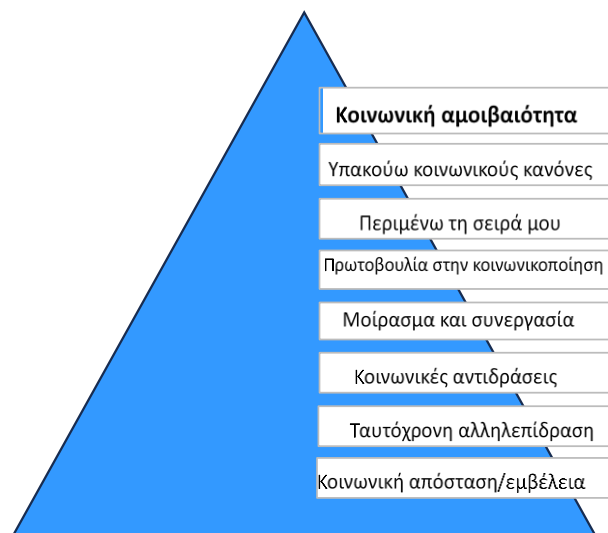 Κοινωνική αμοιβαιότητα
Υπακούω κοινωνικούς κανόνες
Περιμένω τη σειρά μου
Πρωτοβουλία στην κοινωνικοποίηση
Μοίρασμα και συνεργασία
Κοινωνικές αντιδράσεις
Ταυτόχρονη αλληλεπίδραση
Κοινωνική απόσταση/εμβέλεια